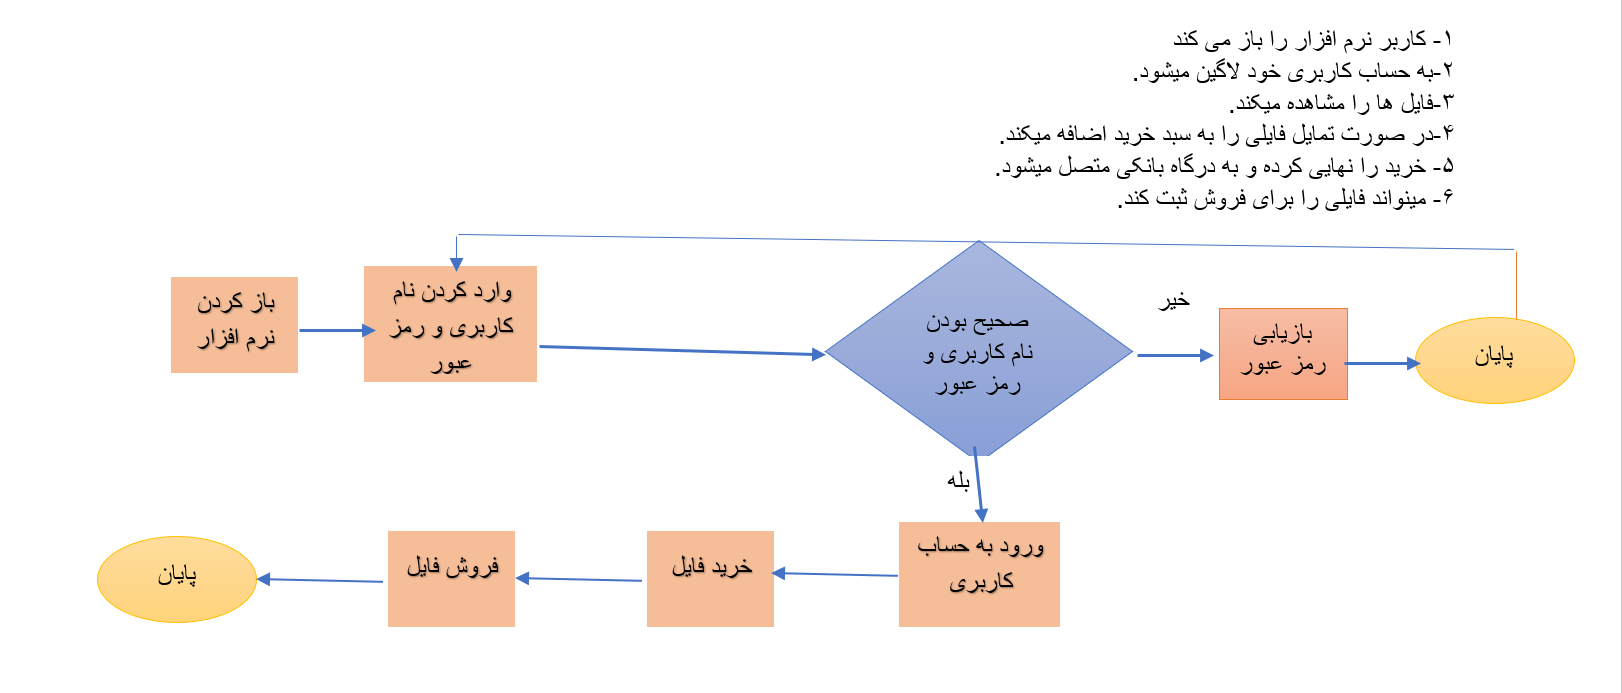 ۱- کاربر نرم افزار را باز می کند
۲-به حساب کاربری خود لاگین میشود.
۳-فایل ها را مشاهده میکند.
۴-در صورت تمایل فایلی را به سبد خرید اضافه میکند.
۵- خرید را نهایی کرده و به درگاه بانکی متصل میشود.
۶- مینواند فایلی را برای فروش ثبت کند.
باز کردن
نرم افزار
وارد کردن نام
کاربری و رمز
عبور
صحیح بودن
نام کاربری و
رمز عبور
خیر
بازیابی
رمز عبور
پایان
بله
ورود به حساب
کاربری
خرید فایل
فروش فایل
پایان